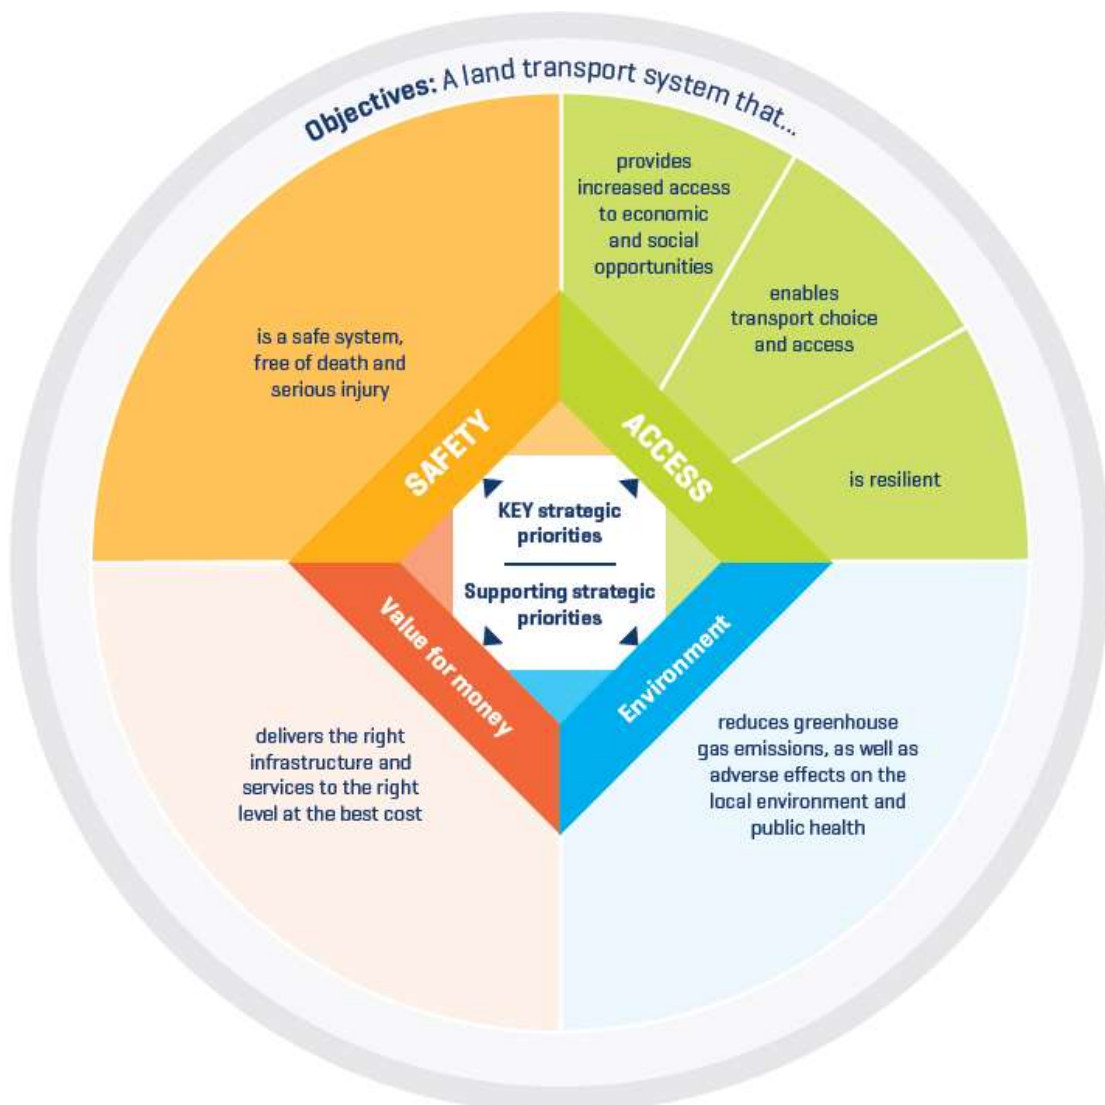 Objectives: A land transport system that...
provides
increased access
to economic
and social
opportunities
enables
transport choice
and access
is resilient
is a safe system,
free of death and
serious injury
SAFETY
ACCESS
KEY strategic
priorities
Supporting strategic
priorities
Value for money
Environment
delivers the right
infrastructure and
services to the right
level at the best cost
reduces greenhouse
gas emissions, as well as
adverse effects on the
local environment and
public health